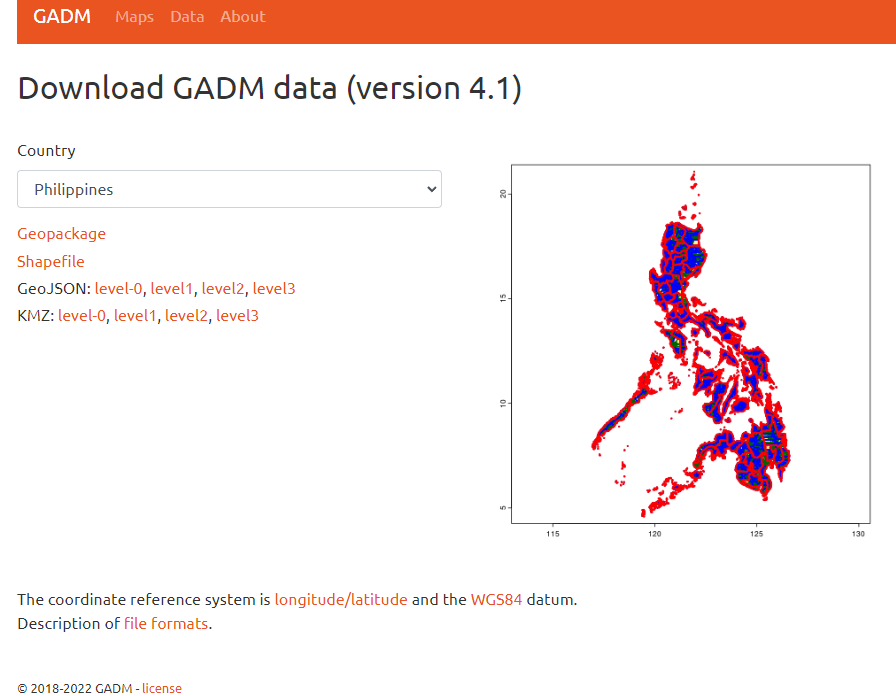 GADM Maps Data About
Download GADM data (version 4.1)
Country
Philippines
Geopackage
Shapefile
GeoJSON: level-0, level1, level2, level3
KMZ: level-0, level1, level2, level3
20
15
10
5
115 120 125 130
The coordinate reference system is longitude/latitude and the WGS84 datum.
Description of file formats.
© 2018-2022 GADM - license